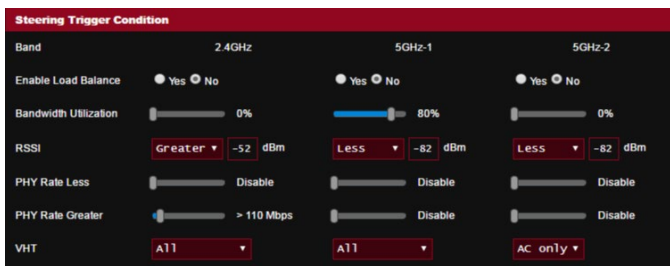 Steering Trigger Condition
Band 2.4GHz 5GHz-1 5GHz-2
Enable Load Balance Yes No Yes No Yes No
Bandwidth Utilization 0% 80% 0%
RSSI Greater -52 dBm Less -82 dBm Less -82 dBm
PHY Rate Less Disable Disable Disable
PHY Rate Greater > 110 Mbps Disable Disable
VHT All All AC only